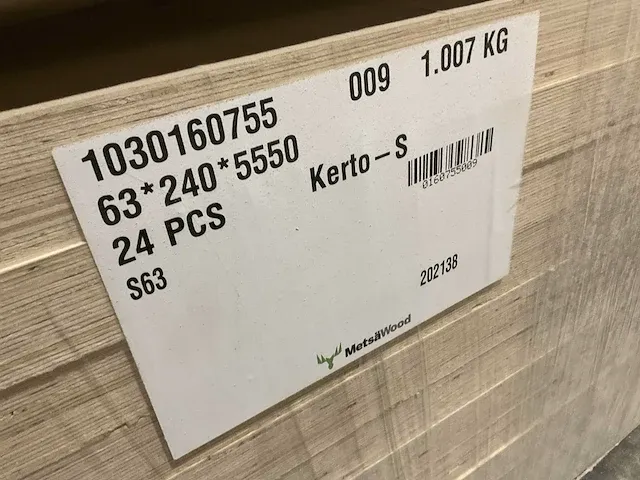 1030160755 009 1.007 KG
63*240*5550 Kerto-S
24 PCS 0160755009
S63 202138
MetsäWood